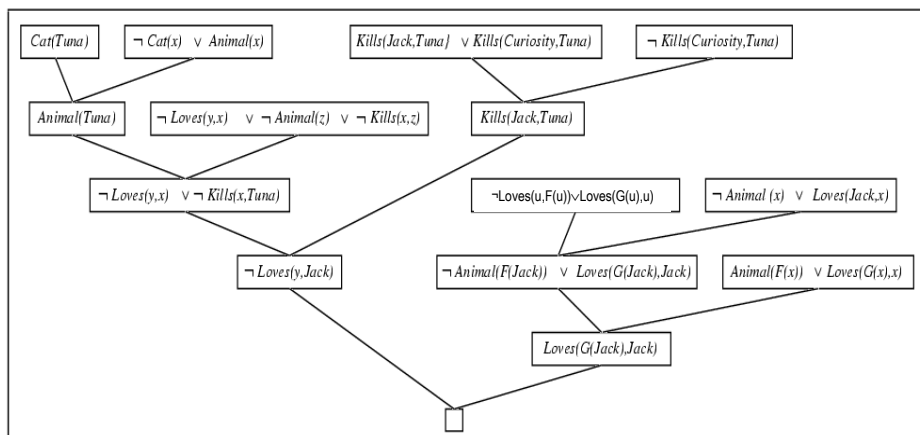 Cat(Tuna)
¬ Cat(x) ∨ Animal(x)
Kills(Jack,Tuna} ∨ Kills(Curiosity,Tuna)
¬ Kills(Curiosity,Tuna)
Animal(Tuna)
¬ Loves(y,x) ∨ ¬ Animal(z) ∨ ¬ Kills(x,z)
Kills(Jack,Tuna)
¬ Loves(y,x) ∨ ¬ Kills(x,Tuna)
¬Loves(u,F(u))∨Loves(G(u),u)
¬ Animal (x) ∨ Loves(Jack,x)
¬ Loves(y,Jack)
¬ Animal(F(Jack)) ∨ Loves(G(Jack),Jack)
Animal(F(x)) ∨ Loves(G(x),x)
Loves(G(Jack),Jack)